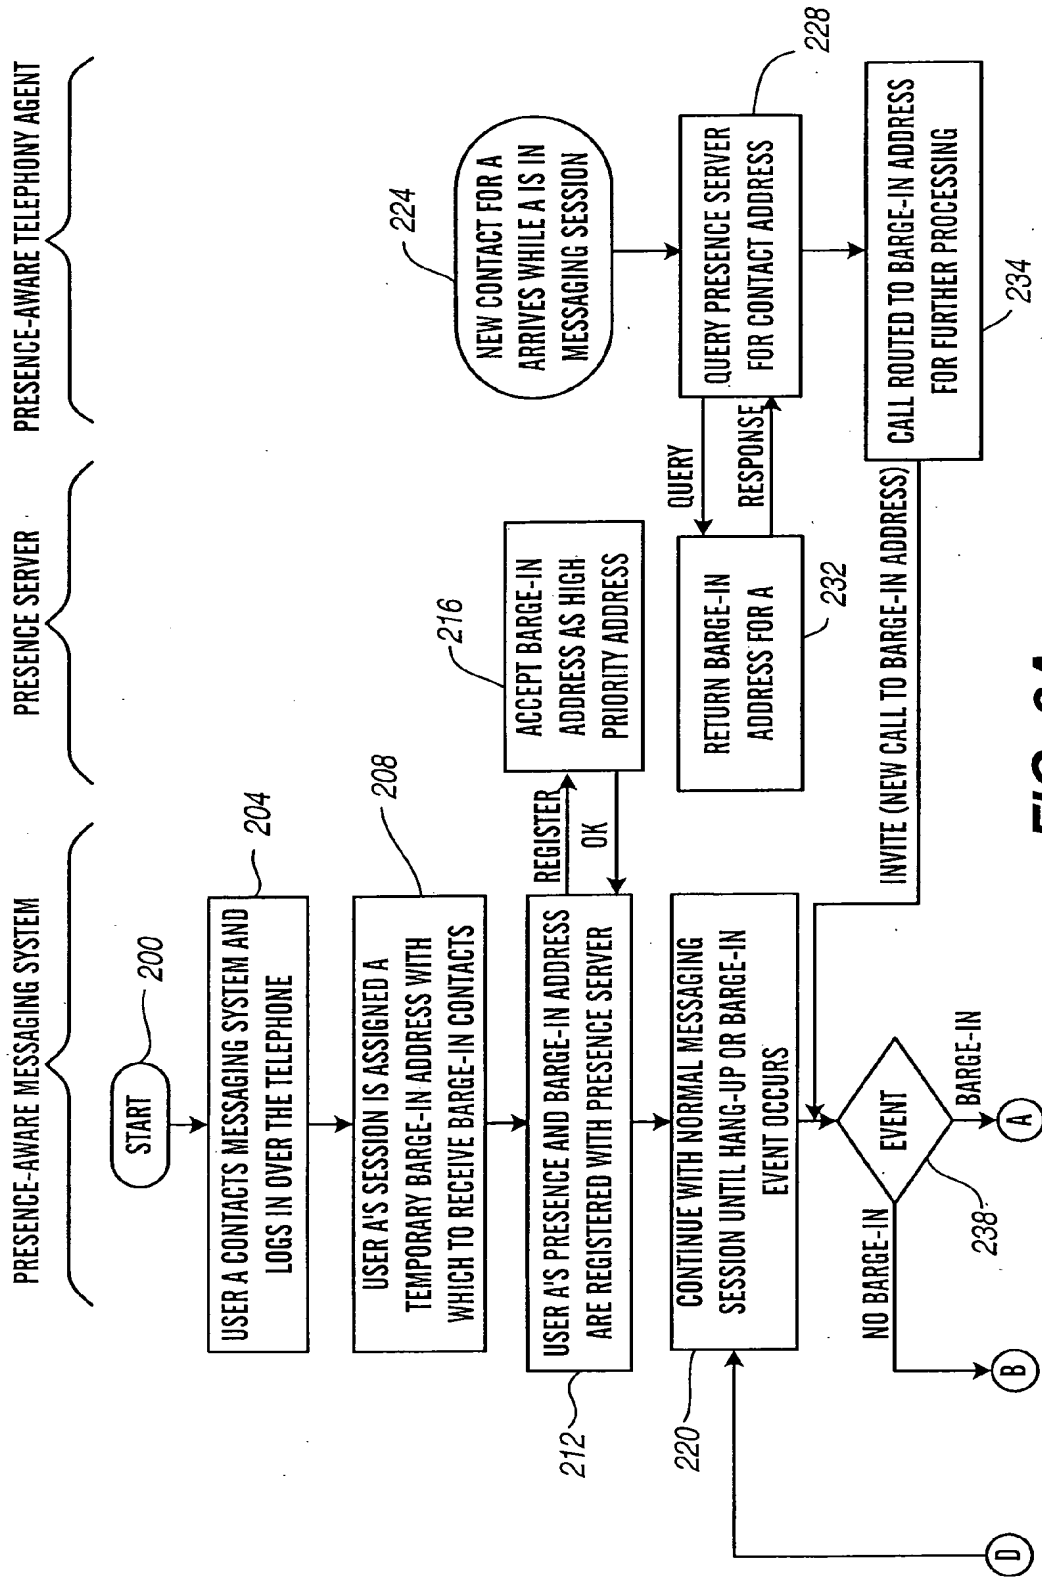 PRESENCE-AWARE MESSAGING SYSTEM
PRESENCE SERVER
PRESENCE-AWARE TELEPHONY AGENT
START
200
USER A CONTACTS MESSAGING SYSTEM AND
LOGS IN OVER THE TELEPHONE
204
USER A'S SESSION IS ASSIGNED A
TEMPORARY BARGE-IN ADDRESS WITH
WHICH TO RECEIVE BARGE-IN CONTACTS
208
USER A'S PRESENCE AND BARGE-IN ADDRESS
ARE REGISTERED WITH PRESENCE SERVER
212
REGISTER
OK
ACCEPT BARGE-IN
ADDRESS AS HIGH
PRIORITY ADDRESS
216
NEW CONTACT FOR A
ARRIVES WHILE A IS IN
MESSAGING SESSION
224
CONTINUE WITH NORMAL MESSAGING
SESSION UNTIL HANG-UP OR BARGE-IN
EVENT OCCURS
220
RETURN BARGE-IN
ADDRESS FOR A
232
QUERY
RESPONSE
QUERY PRESENCE SERVER
FOR CONTACT ADDRESS
228
CALL ROUTED TO BARGE-IN ADDRESS
FOR FURTHER PROCESSING
234
INVITE (NEW CALL TO BARGE-IN ADDRESS)
EVENT
238
NO BARGE-IN
BARGE-IN
D
B
A